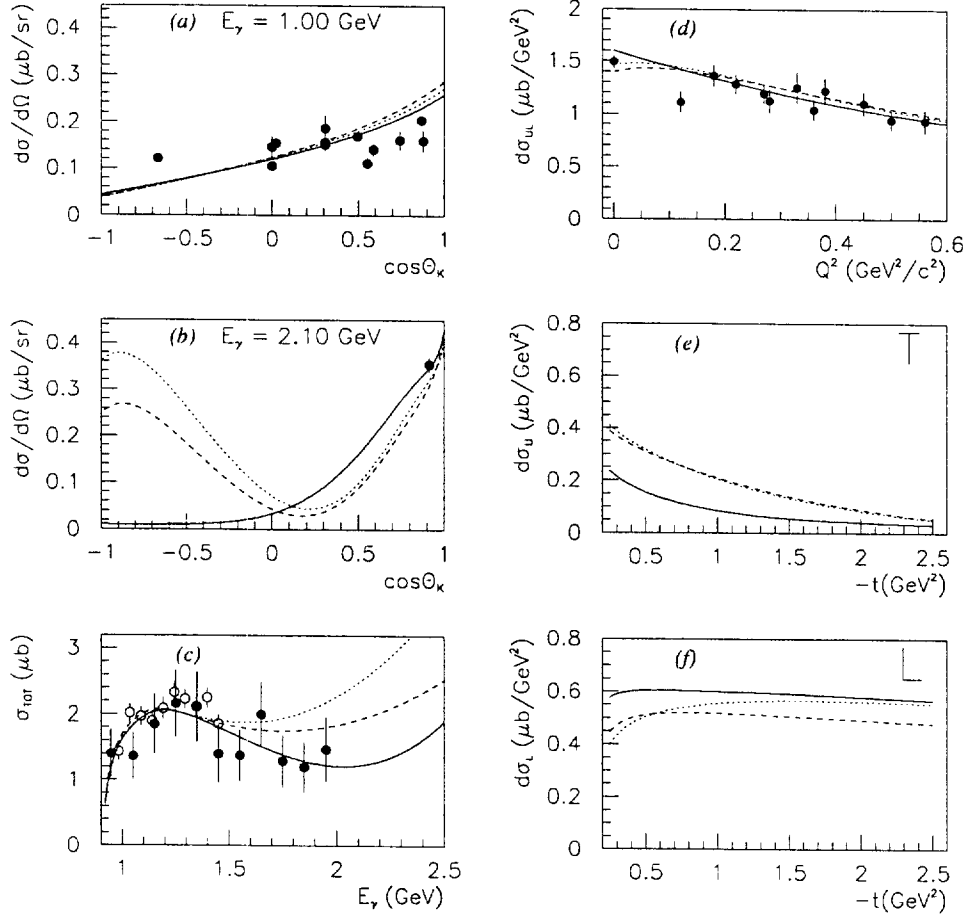 (a) E_γ = 1.00 GeV
dσ/dΩ (μb/sr)
0.4
0.3
0.2
0.1
0
−1 −0.5 0 0.5 1
cosΘ_K
(b) E_γ = 2.10 GeV
dσ/dΩ (μb/sr)
0.4
0.3
0.2
0.1
0
−1 −0.5 0 0.5 1
cosΘ_K
(c)
σ_TOT (μb)
3
2
1
0
1 1.5 2 2.5
E_γ (GeV)
(d)
dσ_UL (μb/GeV²)
2
1.5
1
0.5
0
0 0.2 0.4 0.6
Q² (GeV²/c²)
(e) T
dσ_U (μb/GeV²)
0.8
0.6
0.4
0.2
0
0.5 1 1.5 2 2.5
−t(GeV²)
(f) L
dσ_L (μb/GeV²)
0.8
0.6
0.4
0.2
0
0.5 1 1.5 2 2.5
−t(GeV²)